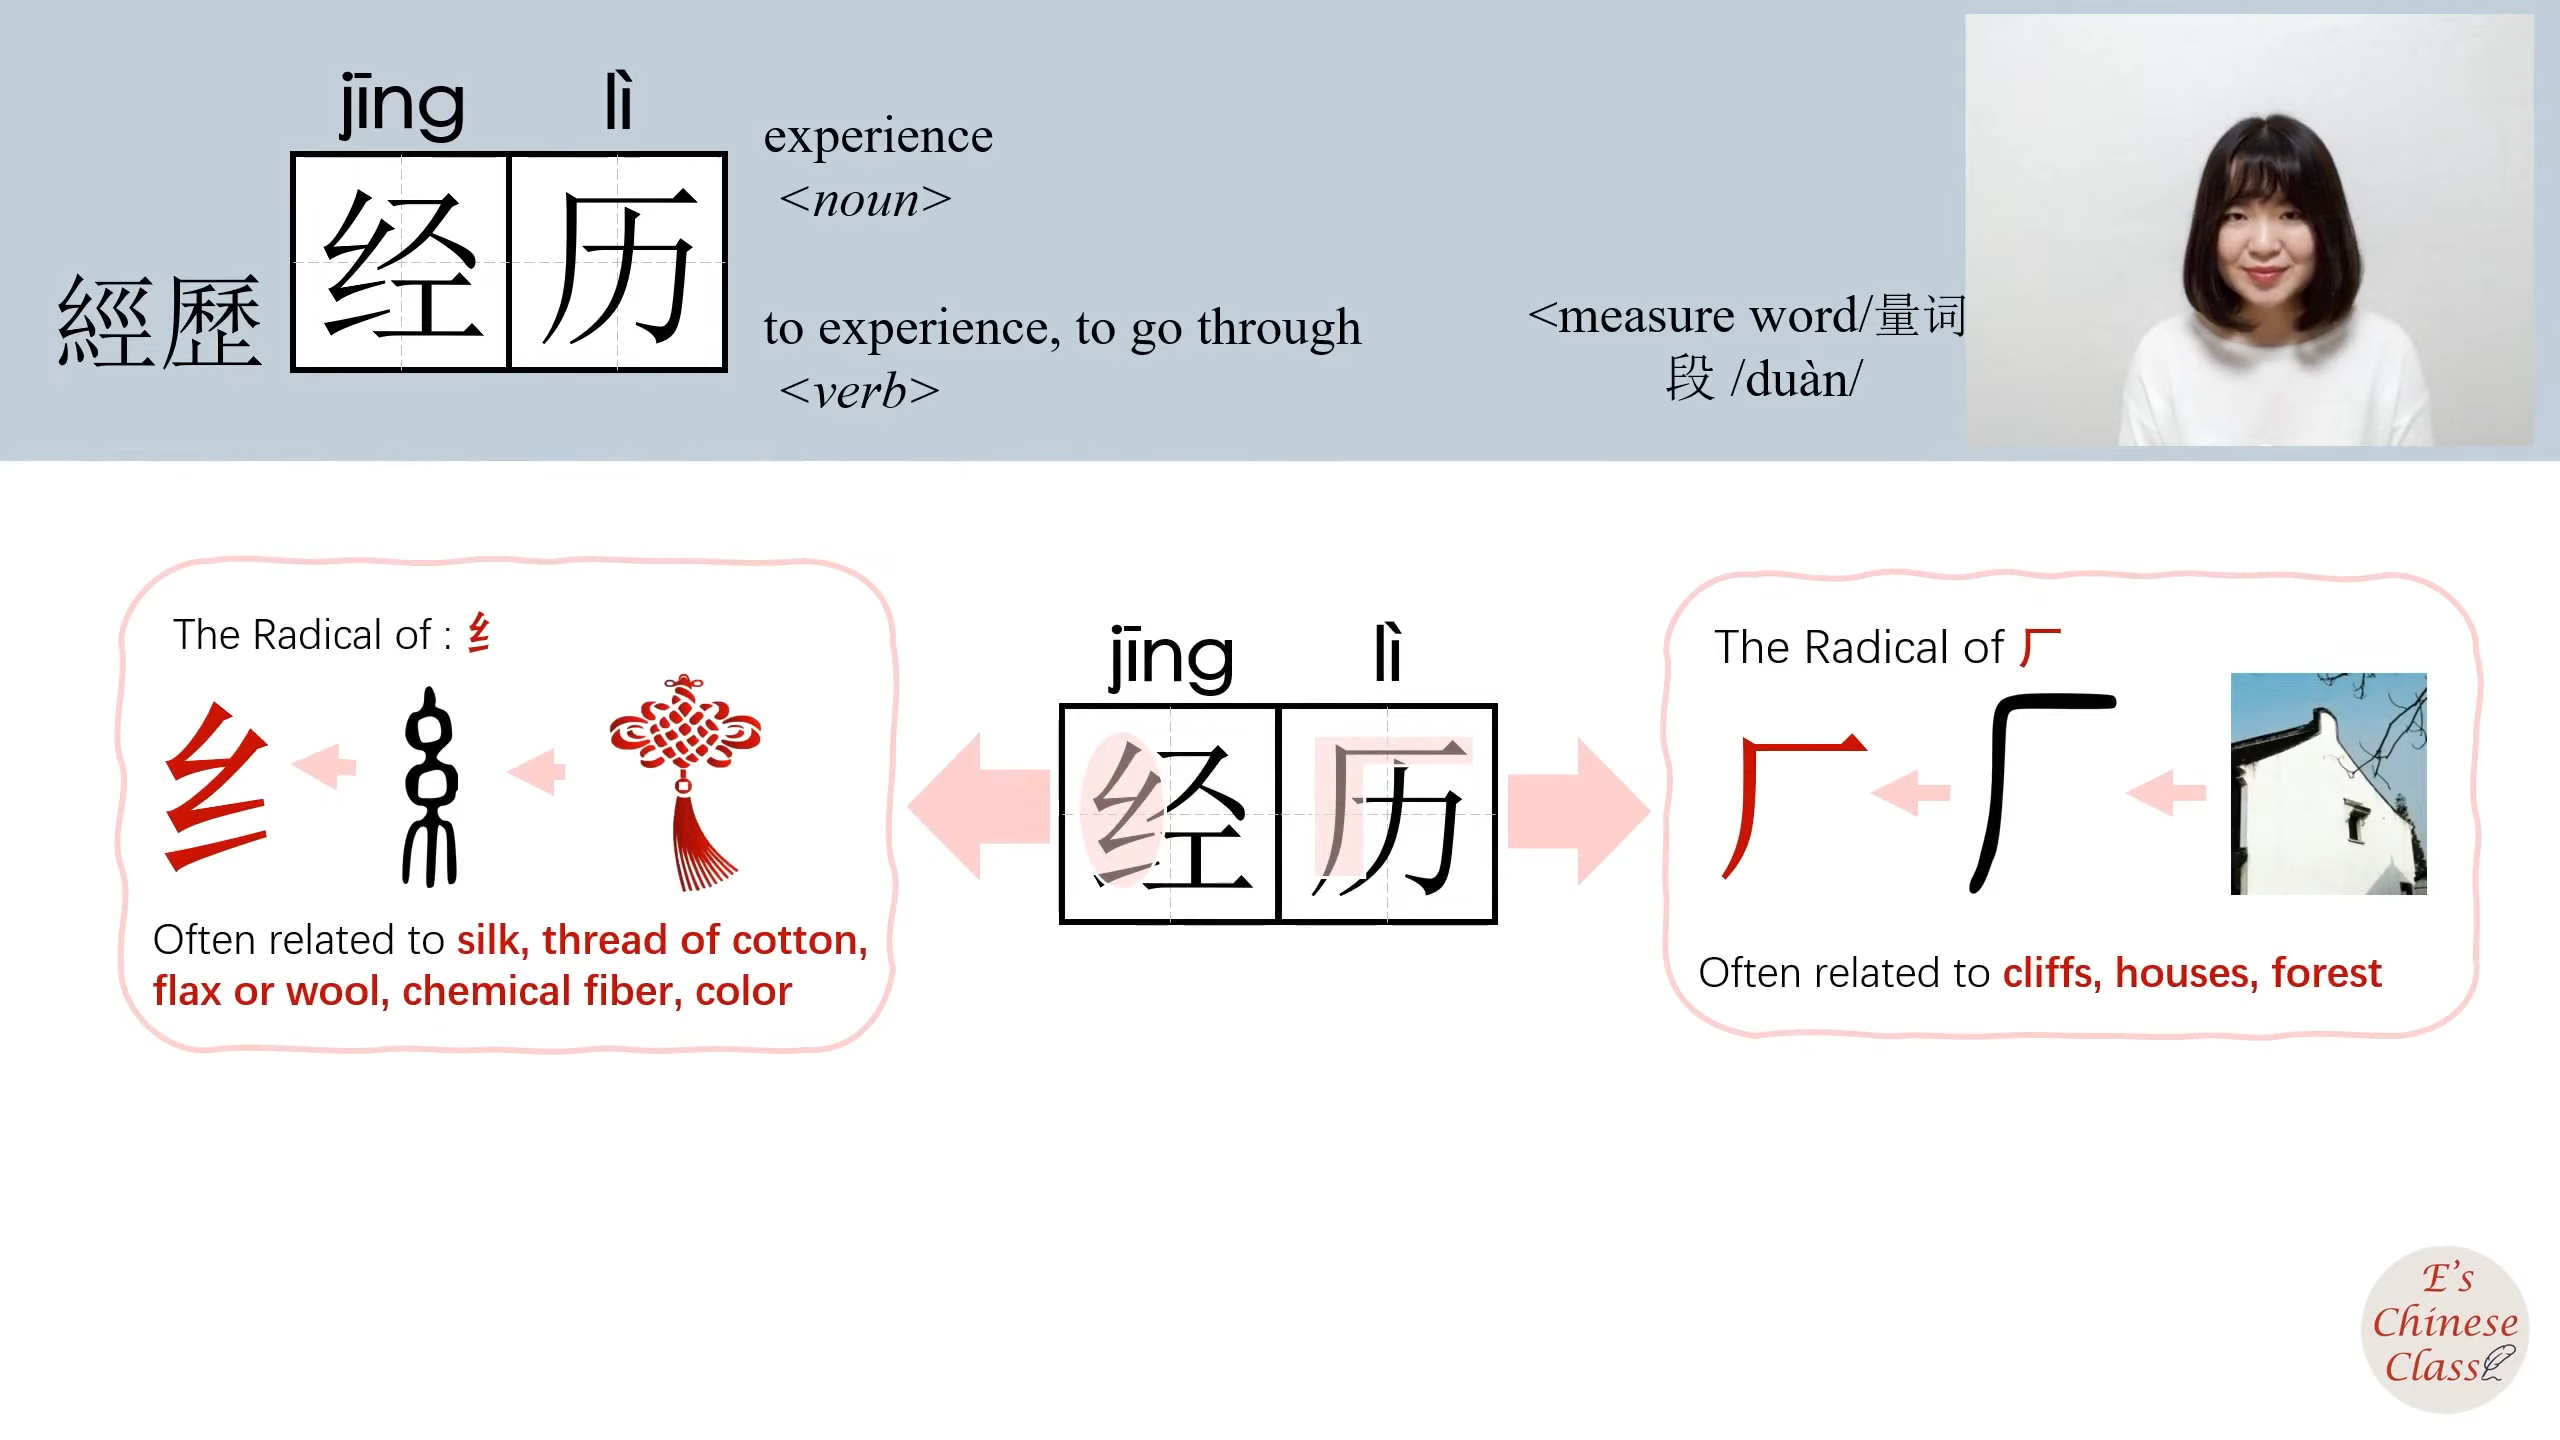 jīng lì
經歷
经历
experience
<noun>
to experience, to go through
<verb>
<measure word/量词
段 /duàn/
The Radical of : 纟
纟
Often related to silk, thread of cotton,
flax or wool, chemical fiber, color
jīng lì
经历
The Radical of 厂
厂
Often related to cliffs, houses, forest
E's
Chinese
Class